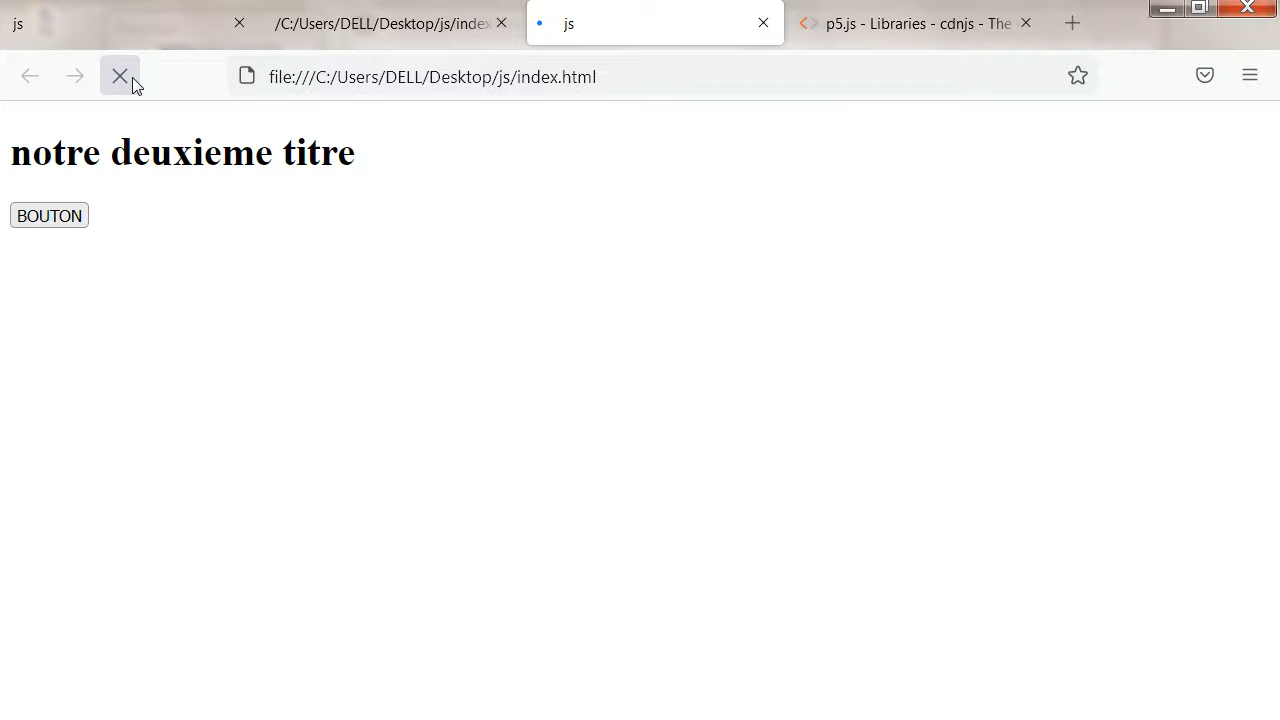 js
/C:/Users/DELL/Desktop/js/index
js
p5.js - Libraries - cdnjs - The
file:///C:/Users/DELL/Desktop/js/index.html
notre deuxieme titre
BOUTON